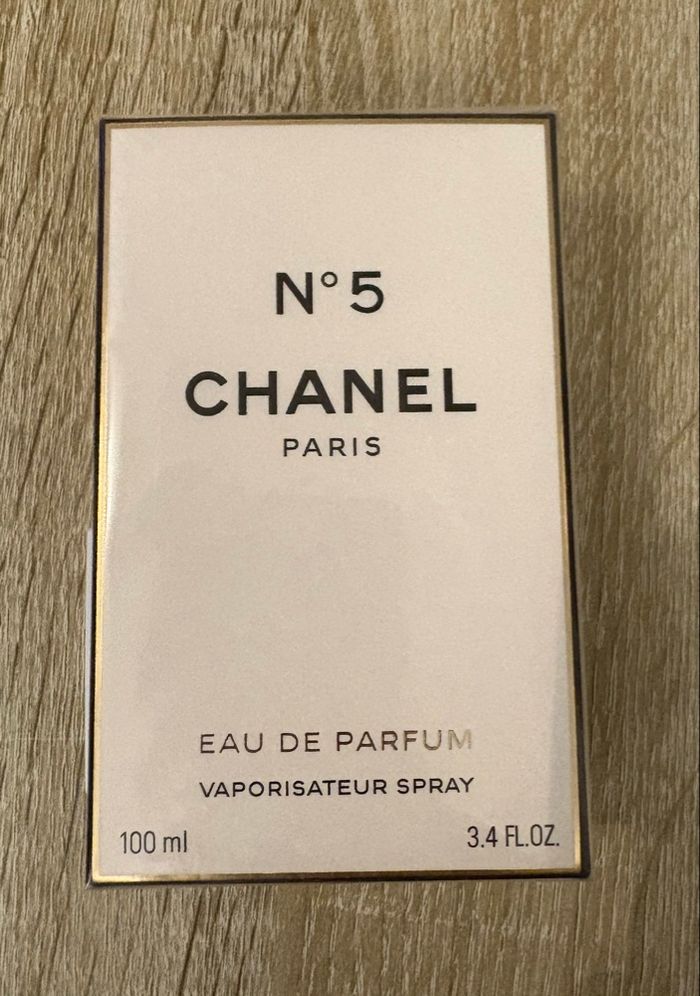 N°5
CHANEL
PARIS
EAU DE PARFUM
VAPORISATEUR SPRAY
100 ml
3.4 FL.OZ.